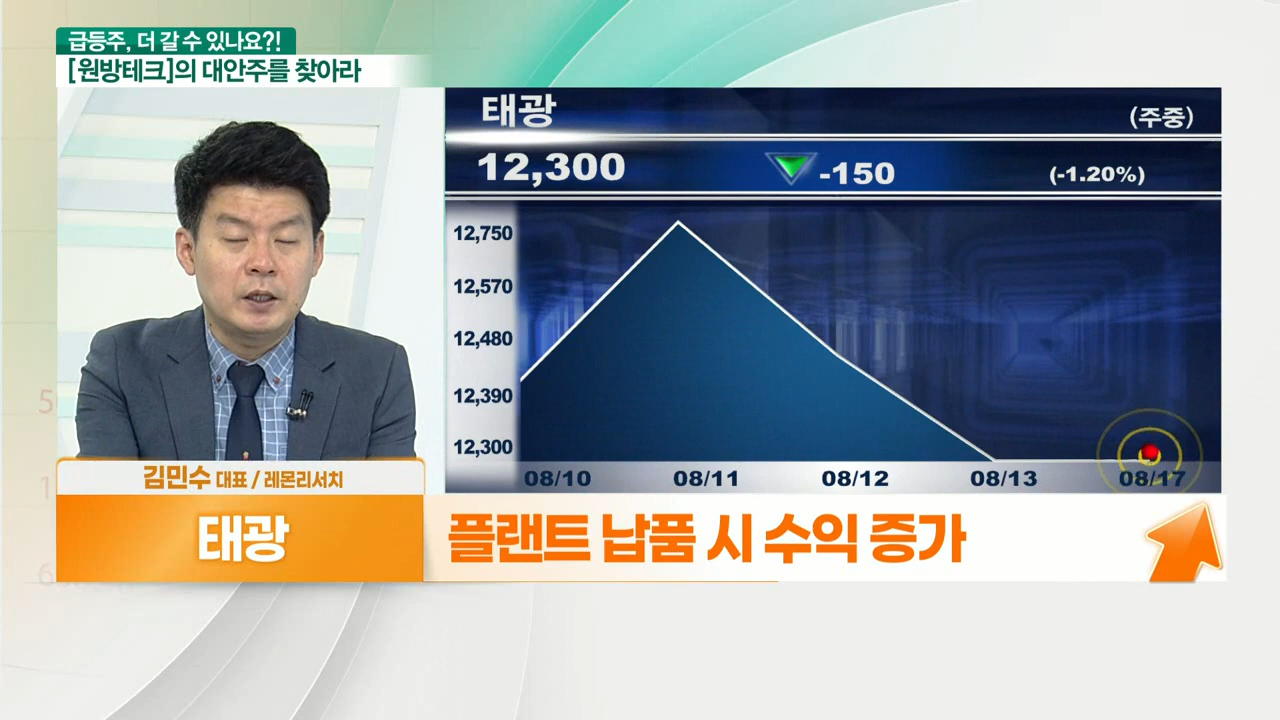 급등주, 더 갈 수 있나요?!
[원방테크]의 대안주를 찾아라
태광 (주중)
12,300 -150 (-1.20%)
12,750
12,570
12,480
12,390
12,300
08/10 08/11 08/12 08/13 08/17
김민수 대표 / 레몬리서치
태광
플랜트 납품 시 수익 증가
5
1
6